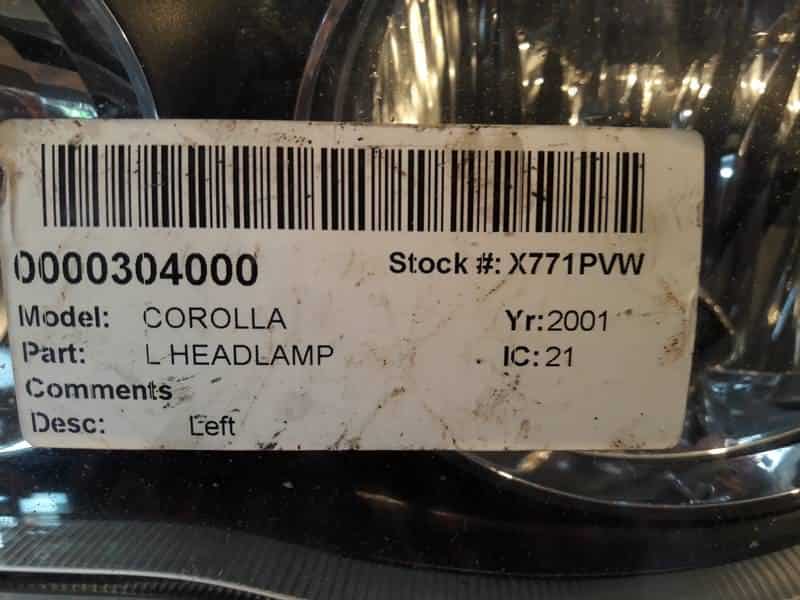 0000304000 Stock #: X771PVW
Model: COROLLA Yr: 2001
Part: L HEADLAMP IC: 21
Comments
Desc: Left